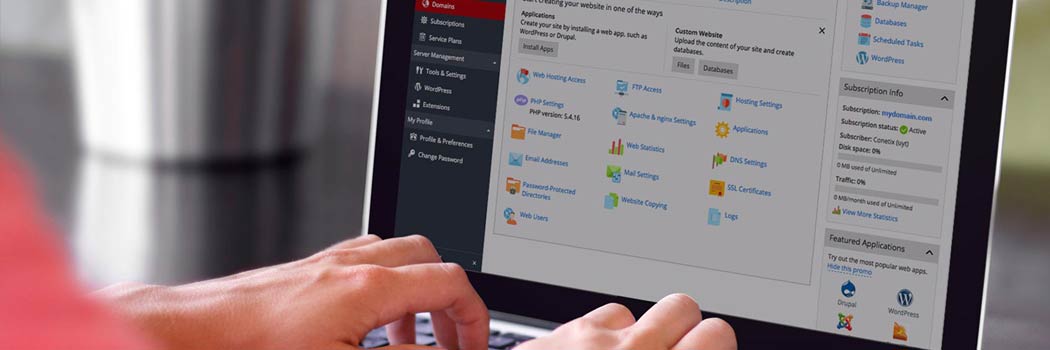 Domains
Subscriptions
Service Plans
Server Management
Tools & Settings
WordPress
Extensions
My Profile
Profile & Preferences
Change Password
Start creating your website in one of the ways
Applications
Create your site by installing a web app, such as
WordPress or Drupal.
Install Apps
Custom Website
Upload the content of your site and create
databases.
Files
Databases
Web Hosting Access
FTP Access
Hosting Settings
PHP Settings
PHP version: 5.4.16
Apache & nginx Settings
Applications
File Manager
Web Statistics
DNS Settings
Email Addresses
Mail Settings
SSL Certificates
Password-Protected
Directories
Website Copying
Logs
Web Users
Description
Backup Manager
Databases
Scheduled Tasks
WordPress
Subscription Info
Subscription: mydomain.com
Subscription status: Active
Subscriber: Conetix (uyt)
Disk space: 0%
0 MB used of Unlimited
Traffic: 0%
0 MB/month used of Unlimited
View More Statistics
Featured Applications
Try out the most popular web apps.
Hide this promo
Drupal
WordPress